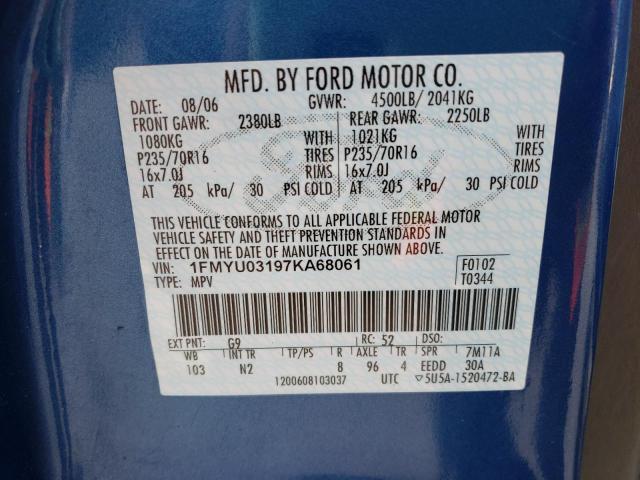 MFD. BY FORD MOTOR CO.
DATE: 08/06 GVWR: 4500LB/ 2041KG
FRONT GAWR: 2380LB REAR GAWR: 2250LB
1080KG WITH 1021KG WITH
P235/70R16 TIRES P235/70R16 TIRES
16x7.0J RIMS 16x7.0J RIMS
AT 205 kPa/ 30 PSI COLD AT 205 kPa/ 30 PSI COLD
Ford
THIS VEHICLE CONFORMS TO ALL APPLICABLE FEDERAL MOTOR
VEHICLE SAFETY AND THEFT PREVENTION STANDARDS IN
EFFECT ON THE DATE OF MANUFACTURE SHOWN ABOVE.
VIN: 1FMYU03197KA68061 F0102
TYPE: MPV T0344
EXT PNT: G9 RC: 52 DSO:
WB INT TR TP/PS R AXLE TR SPR 7M11A
103 N2 8 96 4 EEDD 30A
1200608103037 UTC ▽5U5A-1520472-BA